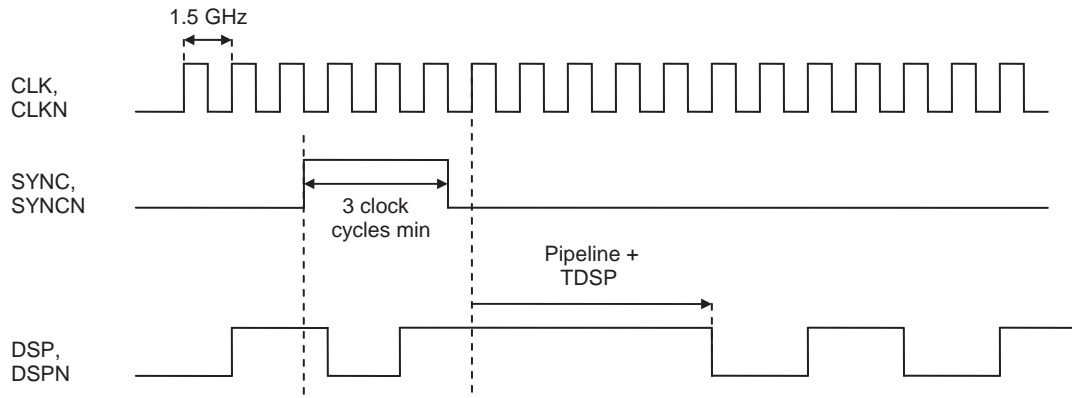 1.5 GHz
CLK,
CLKN
SYNC,
SYNCN
3 clock
cycles min
Pipeline +
TDSP
DSP,
DSPN